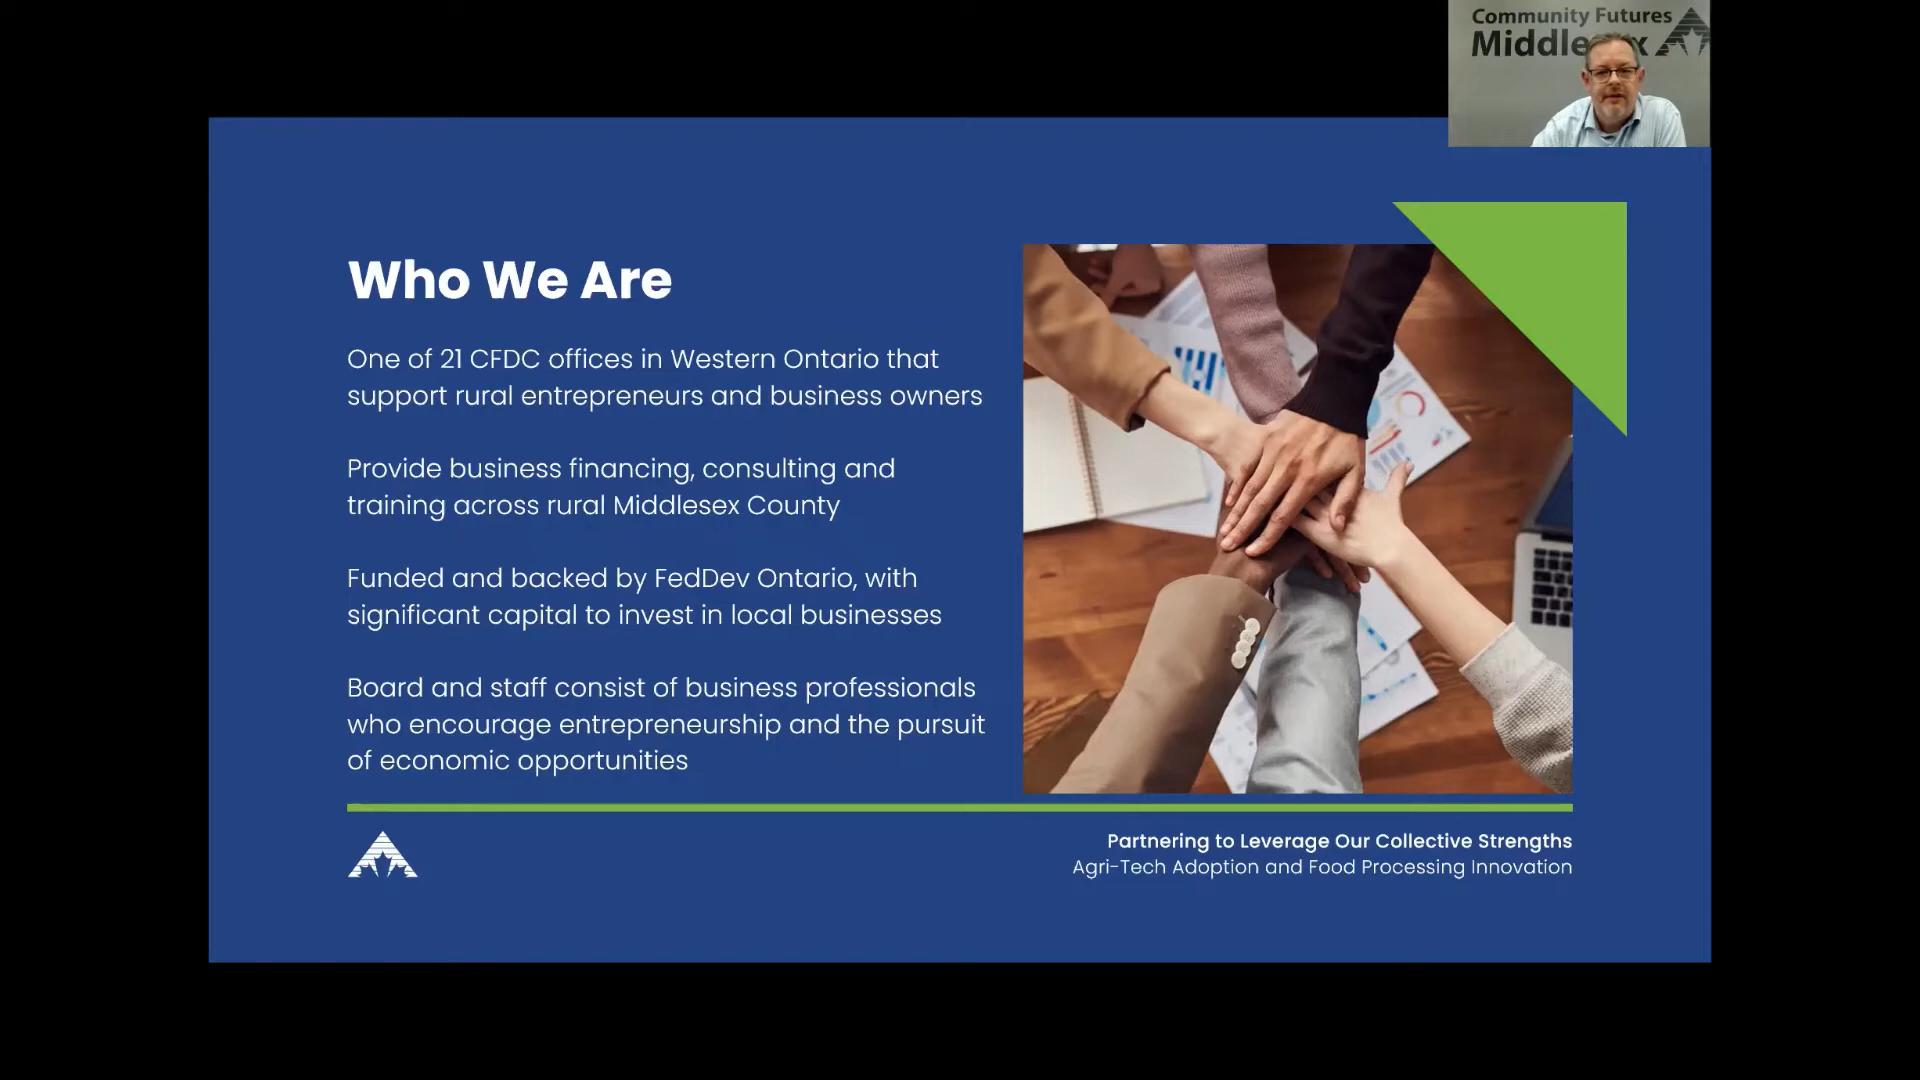 Community Futures
Middlesex
Who We Are
One of 21 CFDC offices in Western Ontario that
support rural entrepreneurs and business owners
Provide business financing, consulting and
training across rural Middlesex County
Funded and backed by FedDev Ontario, with
significant capital to invest in local businesses
Board and staff consist of business professionals
who encourage entrepreneurship and the pursuit
of economic opportunities
Partnering to Leverage Our Collective Strengths
Agri-Tech Adoption and Food Processing Innovation